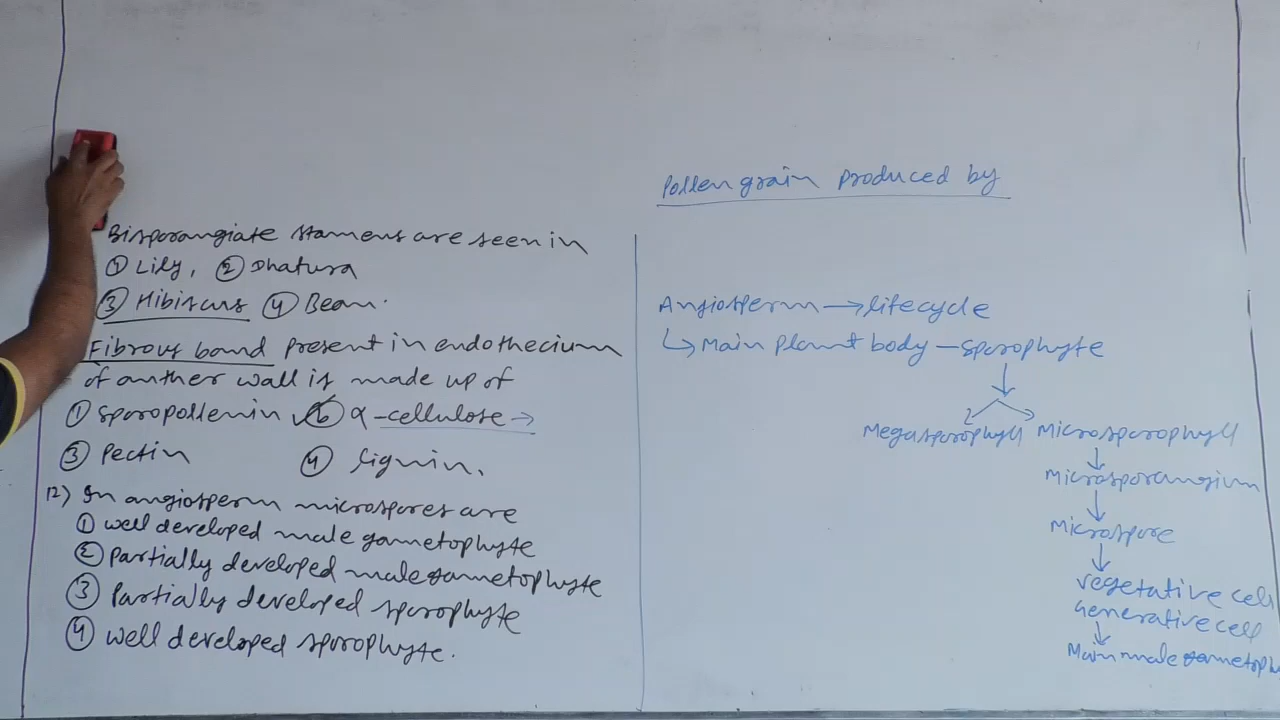 Bisporangiate stamens are seen in
① Lily, ② Dhatura
③ Hibiscus ④ Bean.
Fibrous band present in endothecium
of anther wall is made up of
① sporopollenin ② α-cellulose →
③ Pectin ④ lignin.
12) In angiosperm microspores are
① well developed male gametophyte
② Partially developed male gametophyte
③ Partially developed sporophyte
④ well developed sporophyte.
Pollen grain produced by
Angiosperm → lifecycle
↳ Main plant body – sporophyte
↓
Megasporophyll Microsporophyll
↓
Microsporangium
↓
Microspore
↓
vegetative cell
Generative cell
↓
Main male gametoph